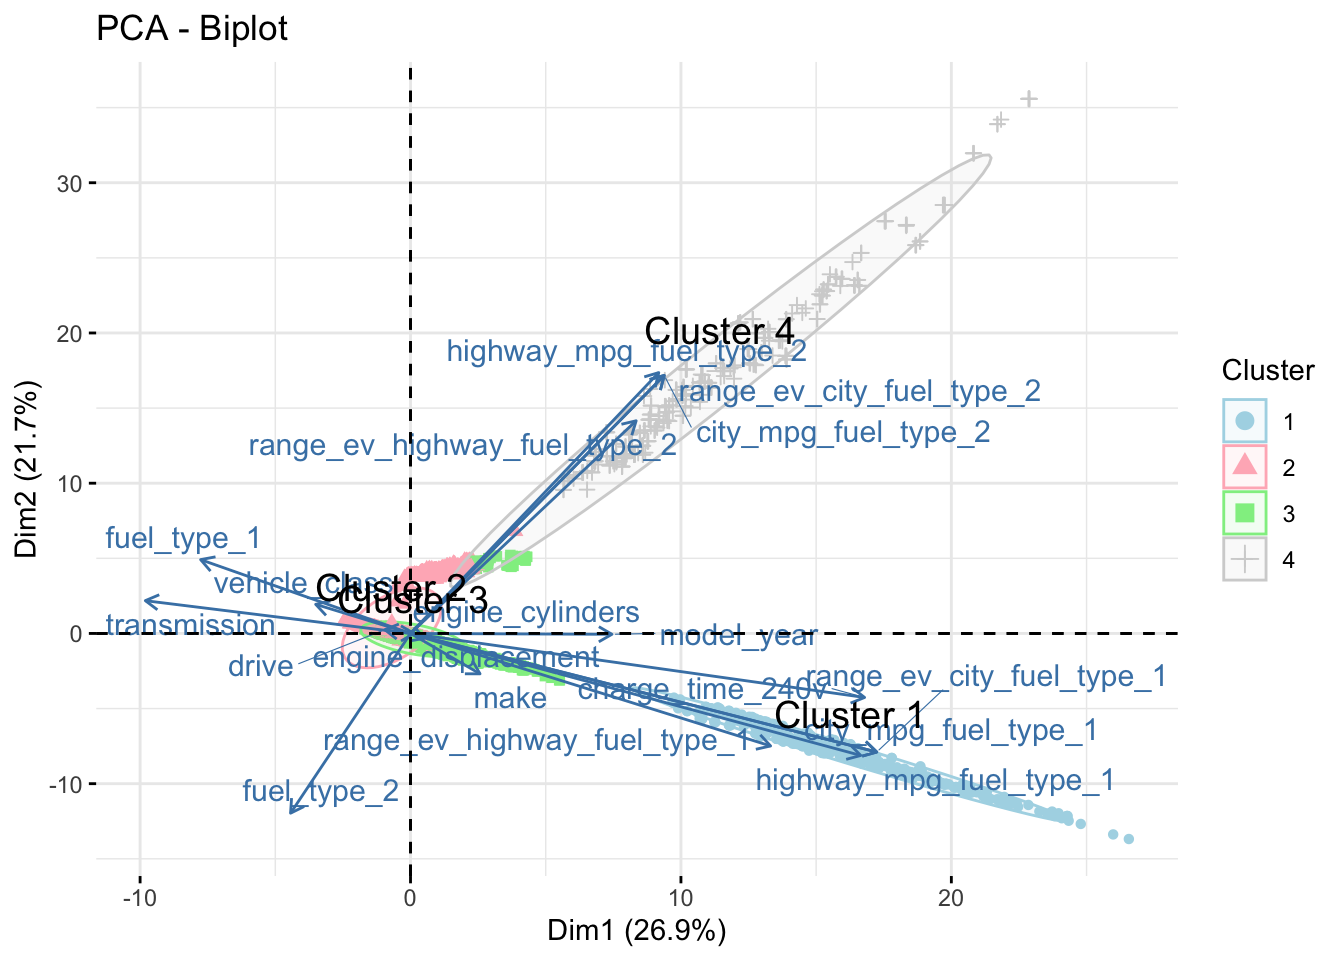 PCA - Biplot
30
20
10
0
-10
-10
0
10
20
Dim2 (21.7%)
Dim1 (26.9%)
Cluster 4
highway_mpg_fuel_type_2
range_ev_city_fuel_type_2
city_mpg_fuel_type_2
range_ev_highway_fuel_type_2
fuel_type_1
vehicle_class
Cluster 2
Cluster 3
engine_cylinders
transmission
model_year
drive
engine_displacement
range_ev_city_fuel_type_1
charge_time_240v
make
Cluster 1
city_mpg_fuel_type_1
range_ev_highway_fuel_type_1
highway_mpg_fuel_type_1
fuel_type_2
Cluster
1
2
3
4